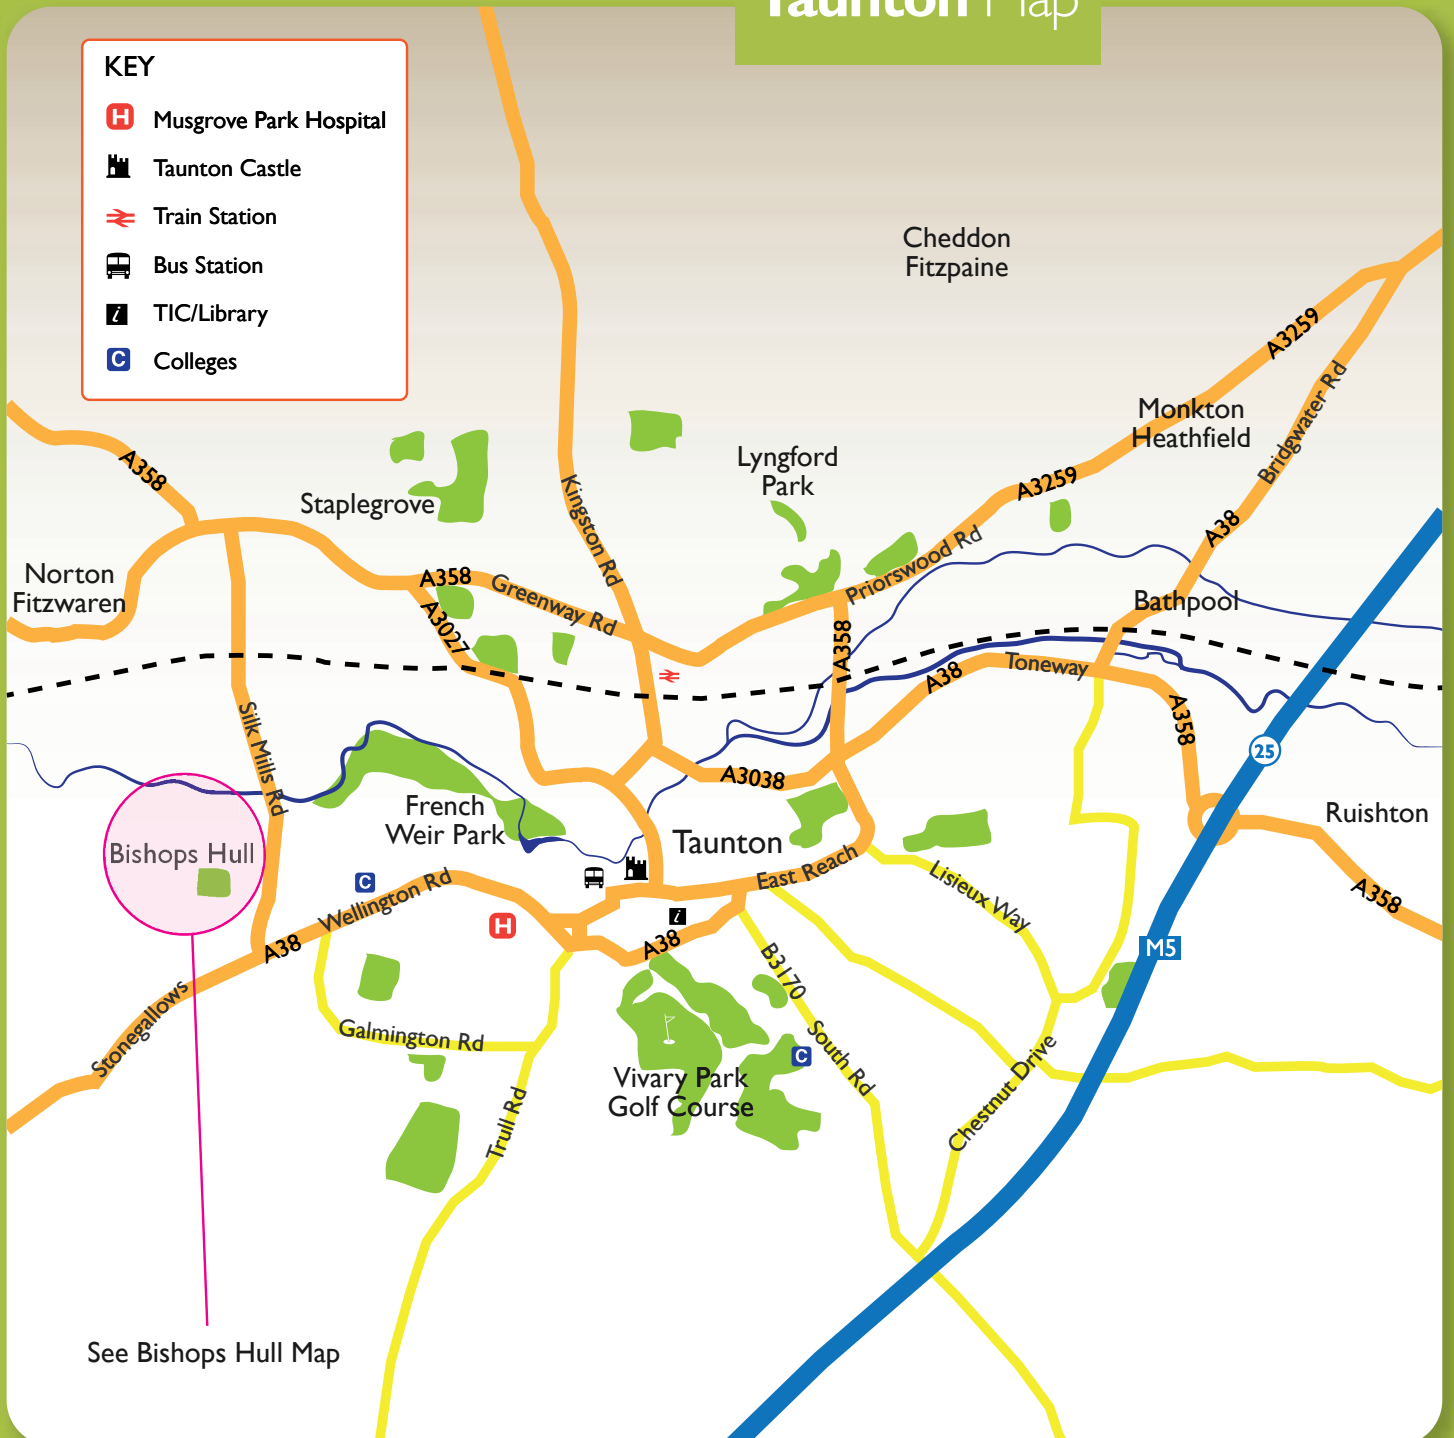 Taunton Map
KEY
H
Musgrove Park Hospital
Taunton Castle
Train Station
Bus Station
i
TIC/Library
C
Colleges
Cheddon
Fitzpaine
A3259
Monkton
Heathfield
Bridgwater Rd
A358
Lyngford
Park
A3259
Staplegrove
Kingston Rd
A38
Priorswood Rd
Norton
Fitzwaren
A358
Greenway Rd
A3027
Bathpool
A358
Toneway
A38
A358
Silk Mills Rd
25
A3038
French
Weir Park
Ruishton
Taunton
Bishops Hull
East Reach
C
Wellington Rd
Lisieux Way
A358
H
i
A38
A38
M5
B3170
Stonegallows
Galmington Rd
South Rd
C
Vivary Park
Golf Course
Chestnut Drive
Trull Rd
See Bishops Hull Map